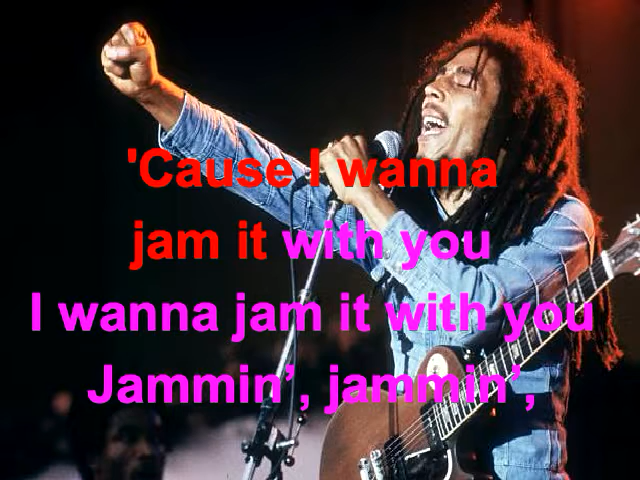 'Cause I wanna
jam it with you
I wanna jam it with you
Jammin’, jammin’,